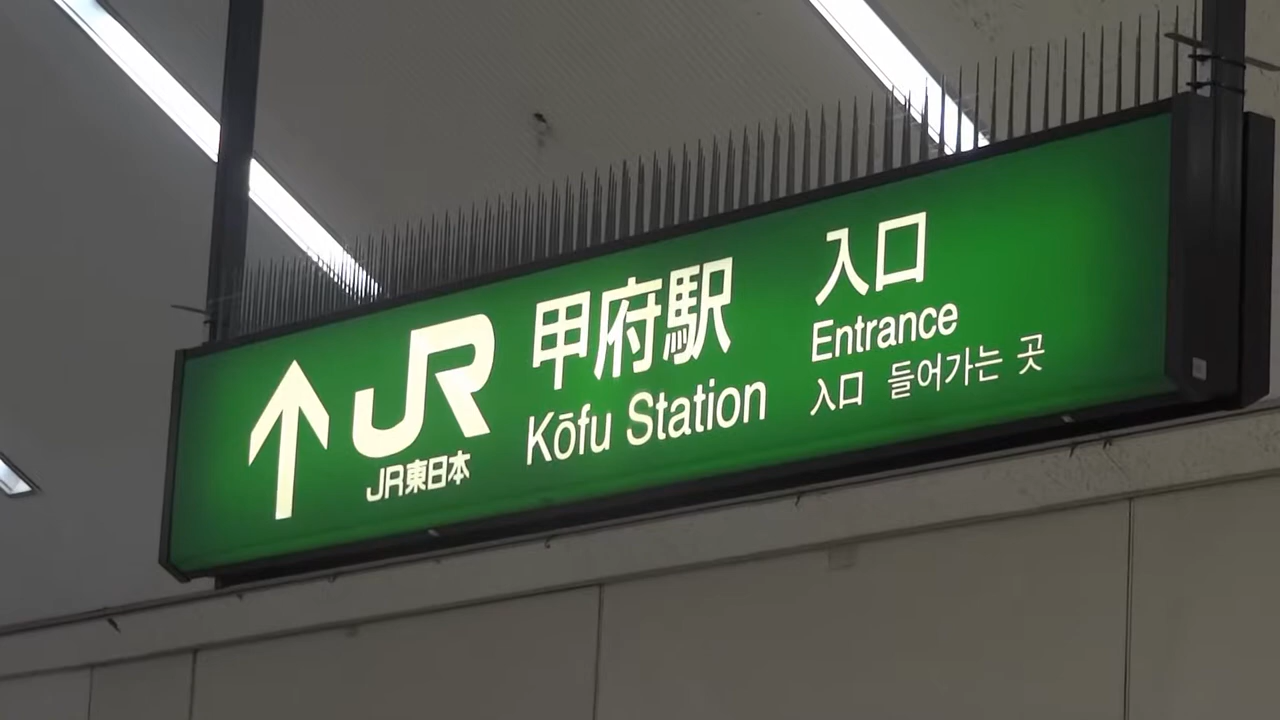 JR
JR東日本
甲府駅
Kōfu Station
入口
Entrance
入口 들어가는 곳